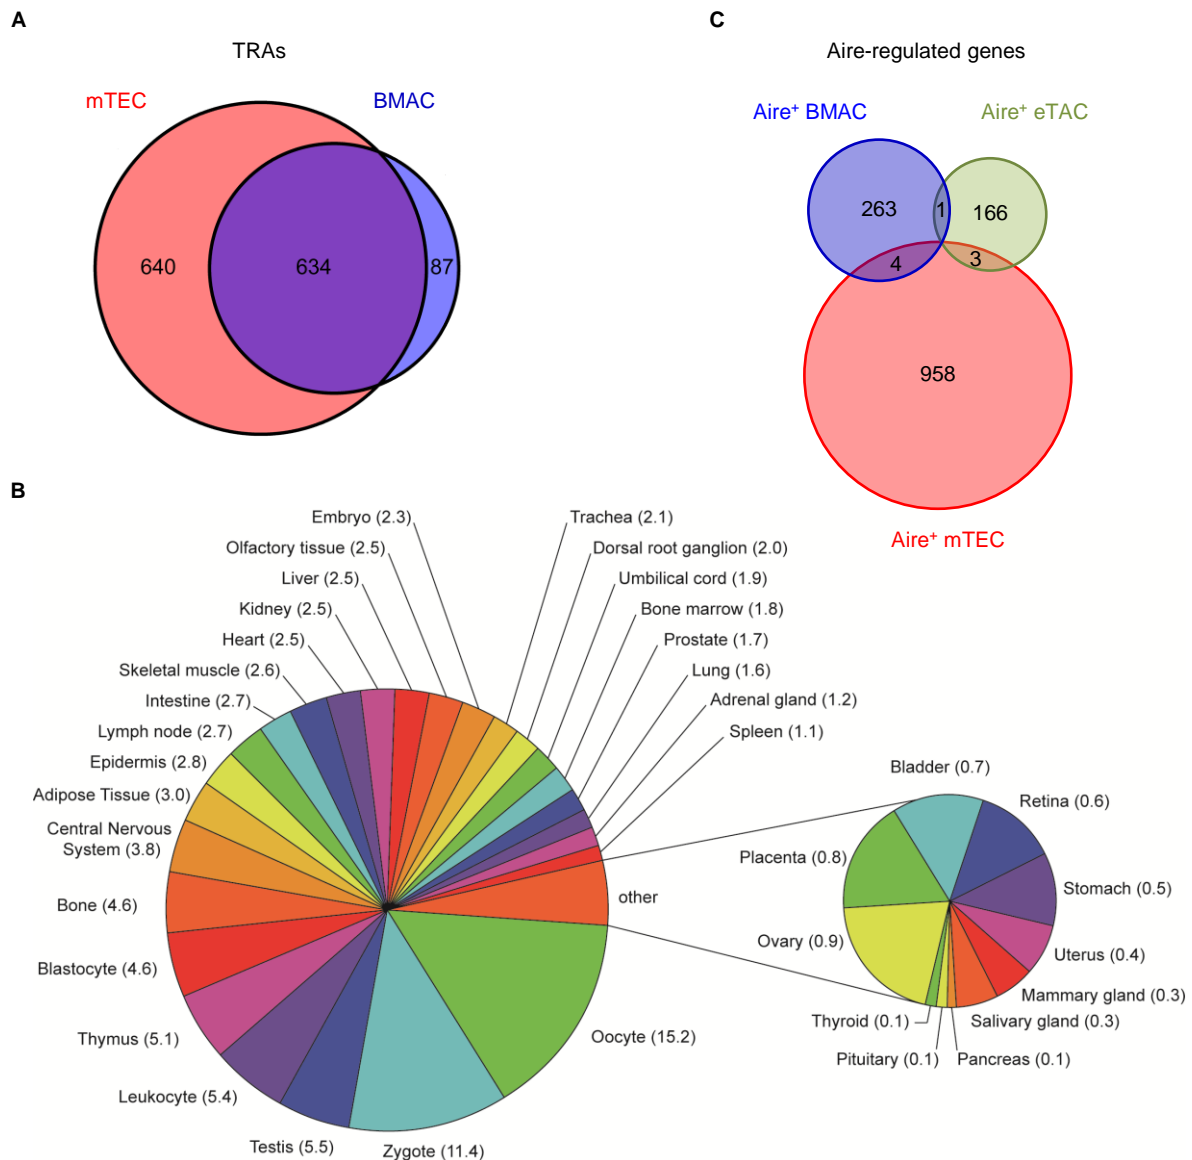 A
TRAs
mTEC
BMAC
640
634
87
C
Aire-regulated genes
Aire⁺ BMAC
Aire⁺ eTAC
263
1
166
4
3
958
Aire⁺ mTEC
B
Embryo (2.3)
Olfactory tissue (2.5)
Liver (2.5)
Kidney (2.5)
Heart (2.5)
Skeletal muscle (2.6)
Intestine (2.7)
Lymph node (2.7)
Epidermis (2.8)
Adipose Tissue (3.0)
Central Nervous
System (3.8)
Bone (4.6)
Blastocyte (4.6)
Thymus (5.1)
Leukocyte (5.4)
Testis (5.5)
Zygote (11.4)
Oocyte (15.2)
other
Trachea (2.1)
Dorsal root ganglion (2.0)
Umbilical cord (1.9)
Bone marrow (1.8)
Prostate (1.7)
Lung (1.6)
Adrenal gland (1.2)
Spleen (1.1)
Bladder (0.7)
Retina (0.6)
Placenta (0.8)
Stomach (0.5)
Ovary (0.9)
Uterus (0.4)
Mammary gland (0.3)
Thyroid (0.1)
Salivary gland (0.3)
Pituitary (0.1)
Pancreas (0.1)